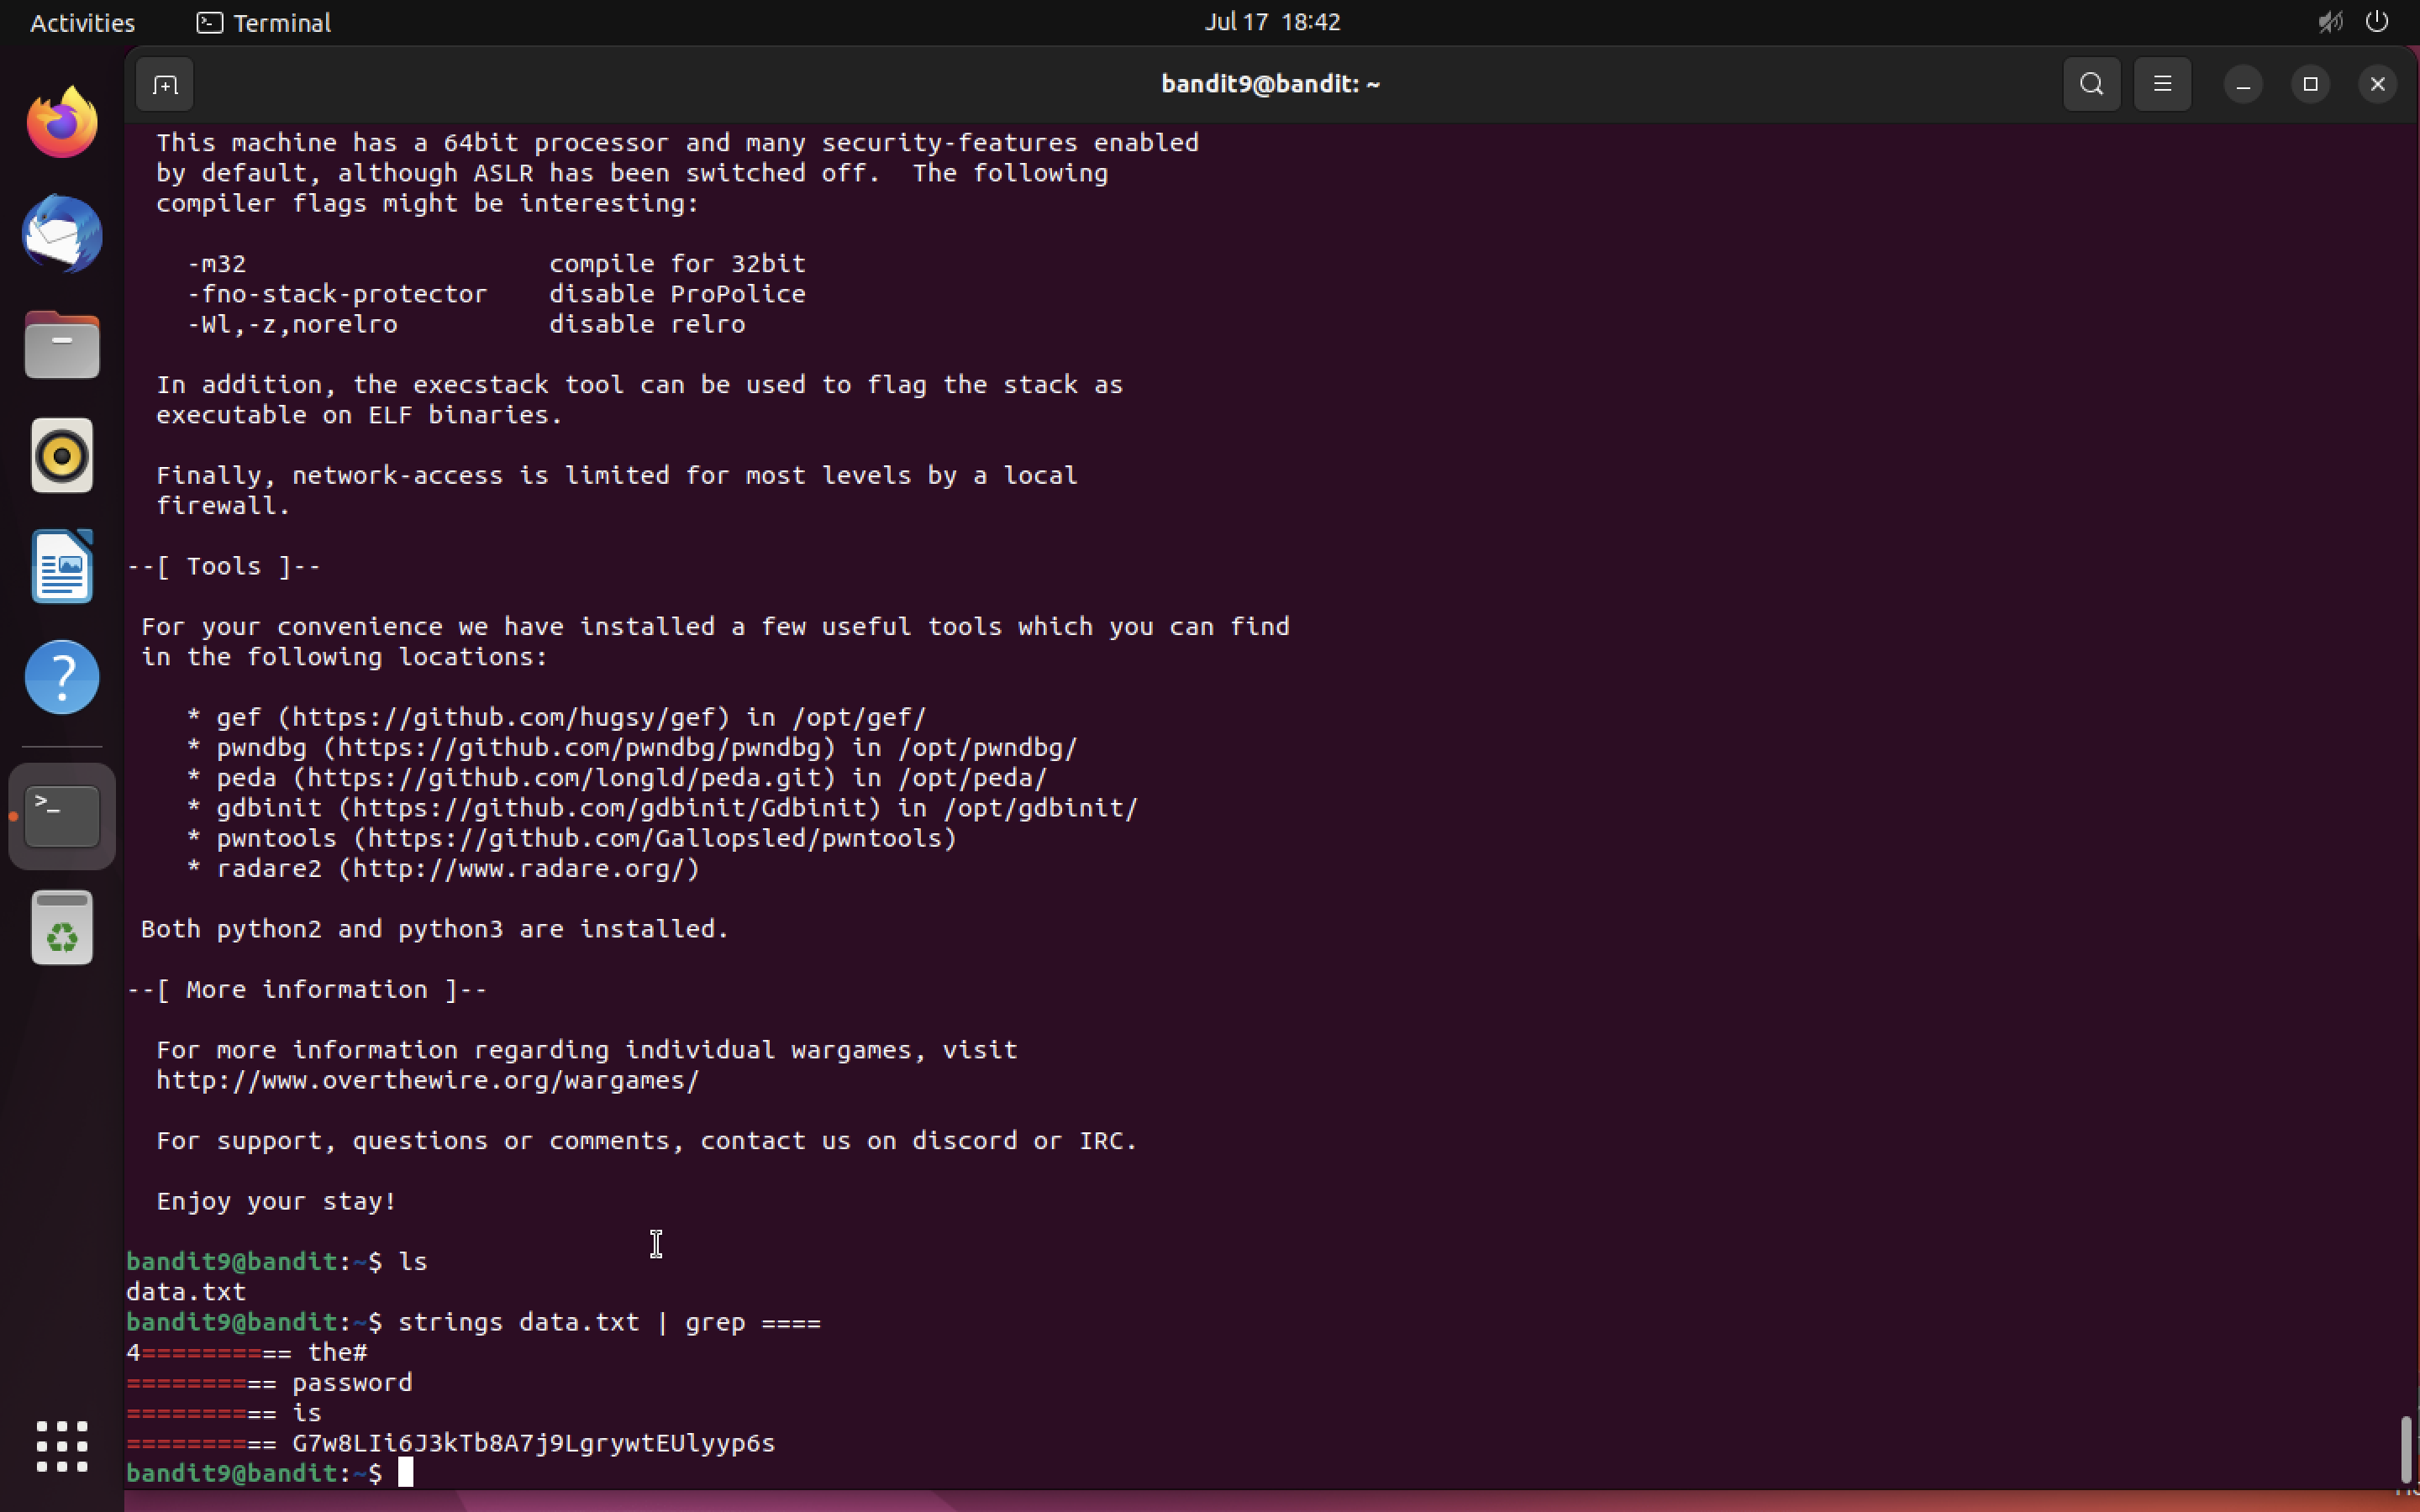 Activities
Terminal
Jul 17 18:42
bandit9@bandit: ~
This machine has a 64bit processor and many security-features enabled
by default, although ASLR has been switched off.  The following
compiler flags might be interesting:
-m32                    compile for 32bit
-fno-stack-protector    disable ProPolice
-Wl,-z,norelro          disable relro
In addition, the execstack tool can be used to flag the stack as
executable on ELF binaries.
Finally, network-access is limited for most levels by a local
firewall.
--[ Tools ]--
For your convenience we have installed a few useful tools which you can find
in the following locations:
* gef (https://github.com/hugsy/gef) in /opt/gef/
* pwndbg (https://github.com/pwndbg/pwndbg) in /opt/pwndbg/
* peda (https://github.com/longld/peda.git) in /opt/peda/
* gdbinit (https://github.com/gdbinit/Gdbinit) in /opt/gdbinit/
* pwntools (https://github.com/Gallopsled/pwntools)
* radare2 (http://www.radare.org/)
Both python2 and python3 are installed.
--[ More information ]--
For more information regarding individual wargames, visit
http://www.overthewire.org/wargames/
For support, questions or comments, contact us on discord or IRC.
Enjoy your stay!
bandit9@bandit:~$ ls
data.txt
bandit9@bandit:~$ strings data.txt | grep ====
4========== the#
========== password
========== is
========== G7w8LIi6J3kTb8A7j9LgrywtEUlyyp6s
bandit9@bandit:~$